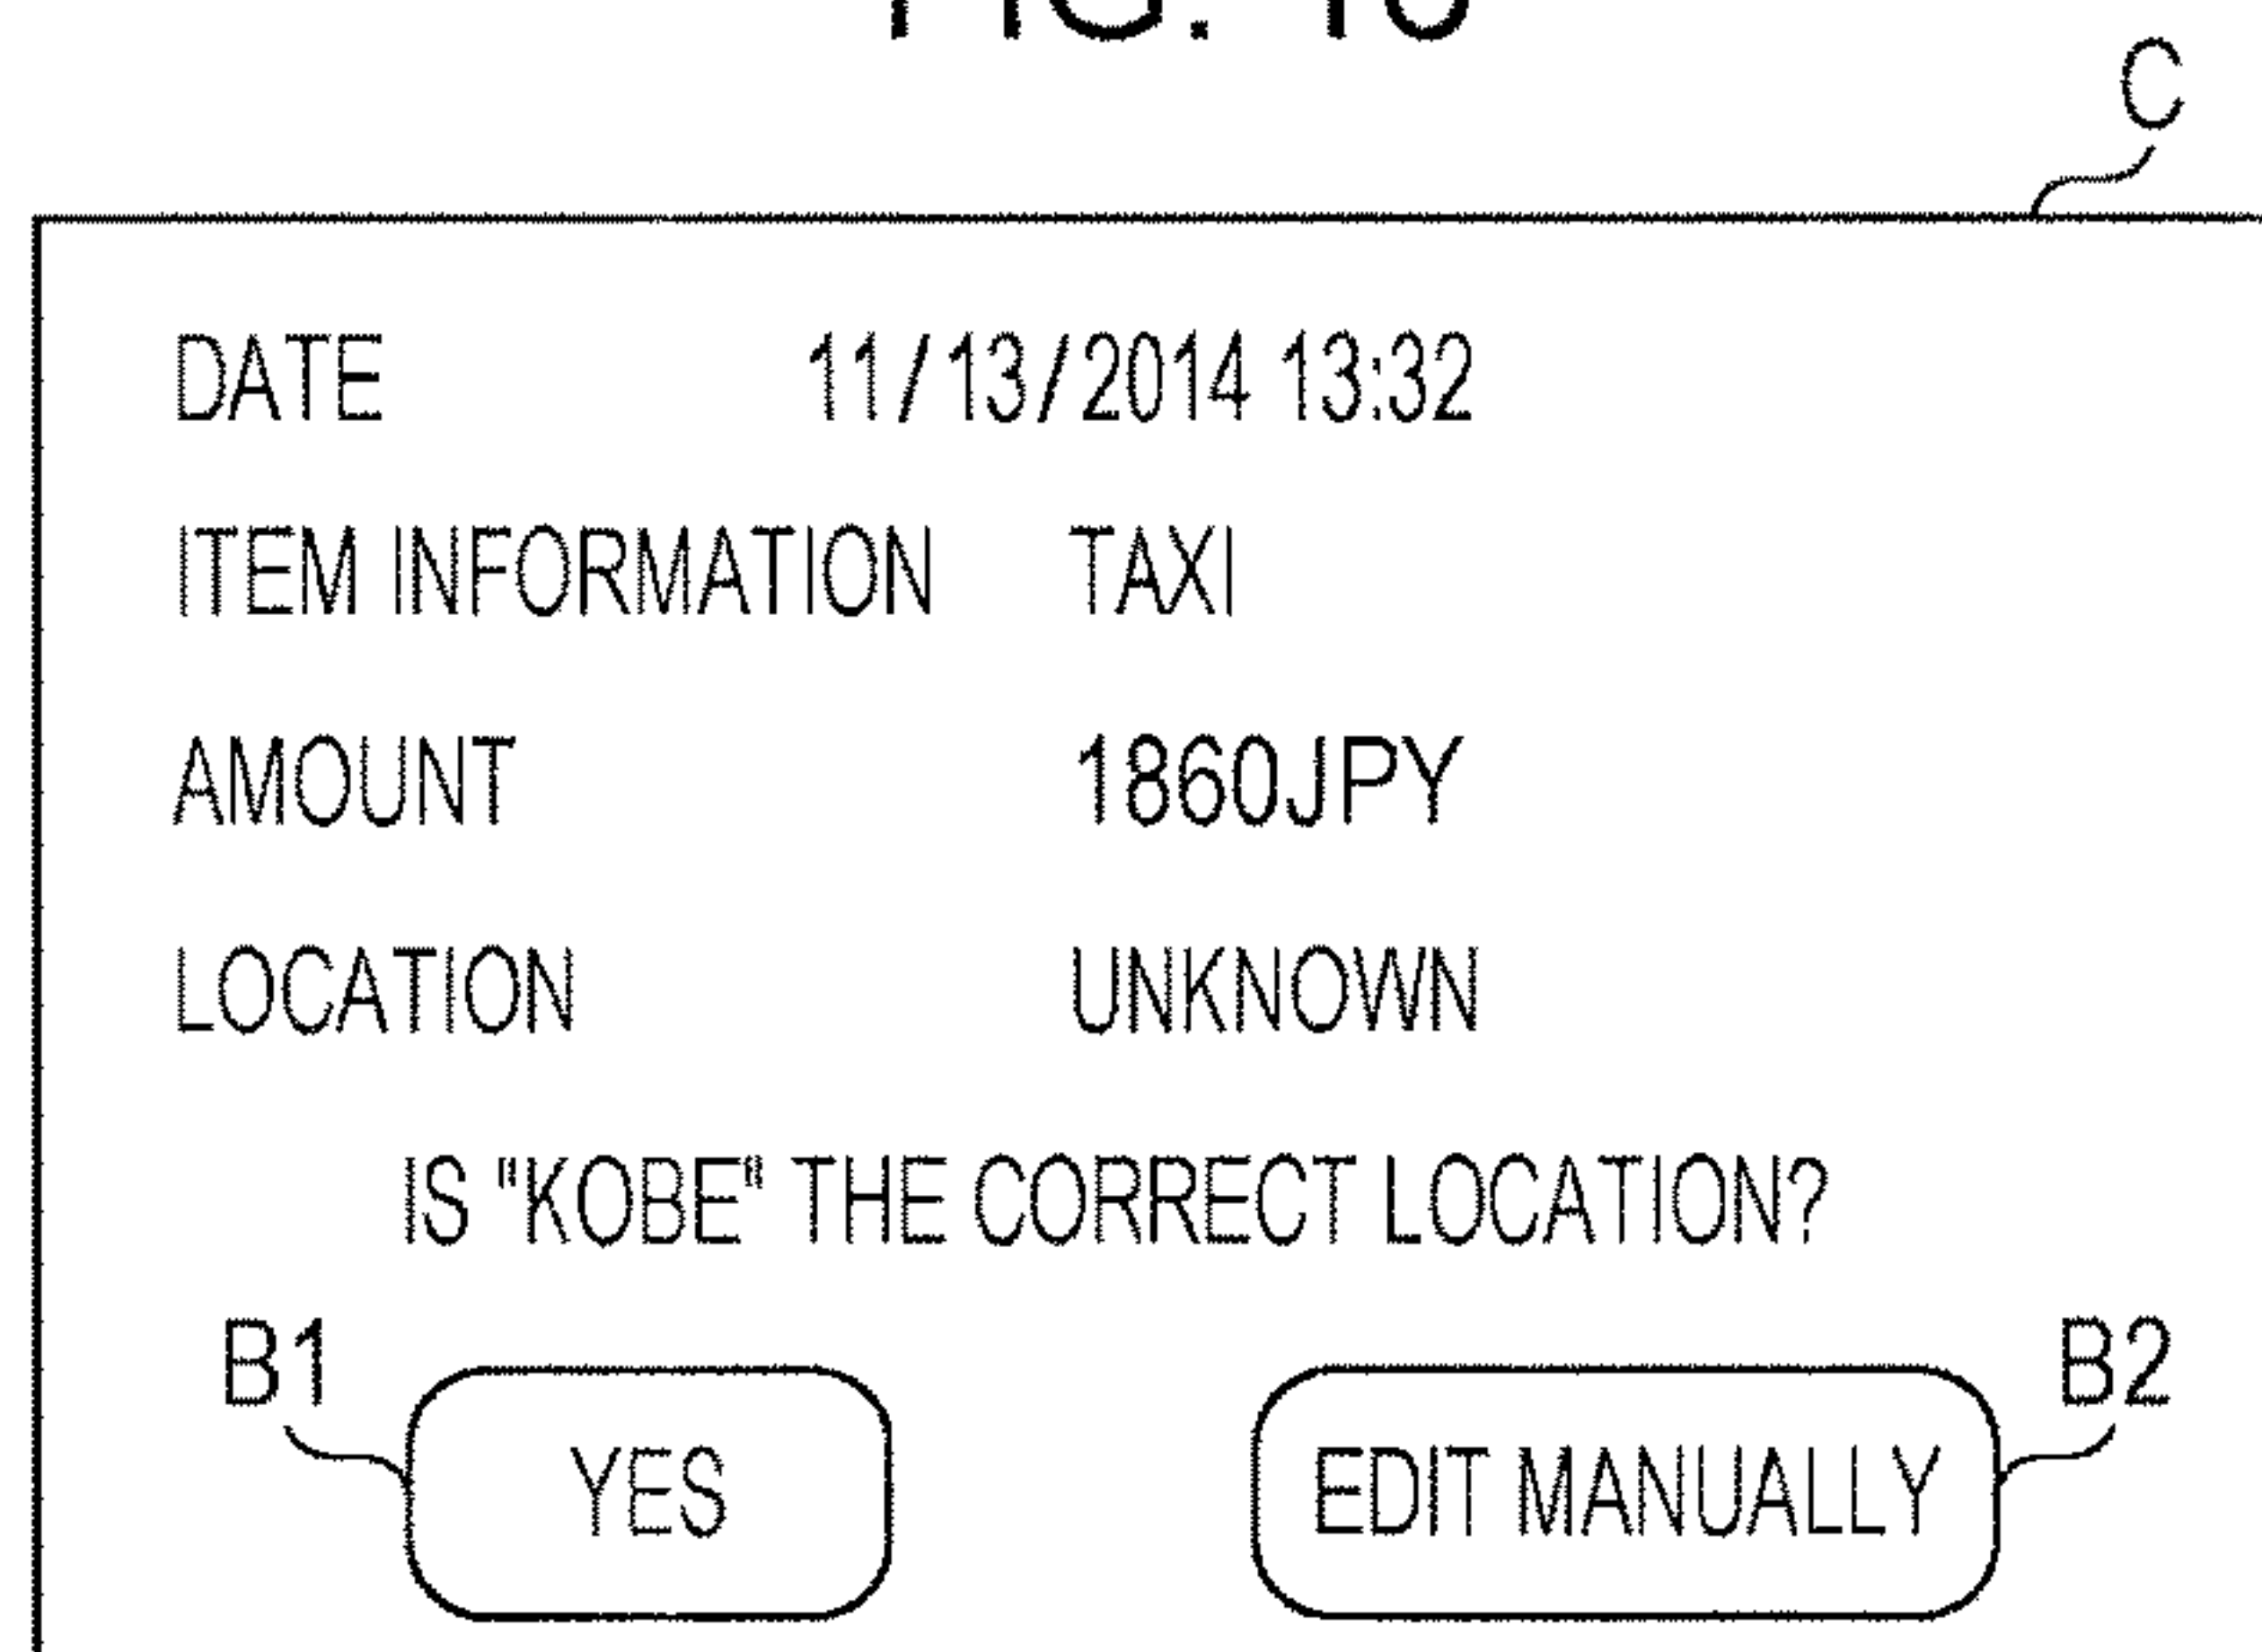 C
DATE 11/13/2014 13:32
ITEM INFORMATION TAXI
AMOUNT 1860JPY
LOCATION UNKNOWN
IS "KOBE" THE CORRECT LOCATION?
B1 B2
YES EDIT MANUALLY